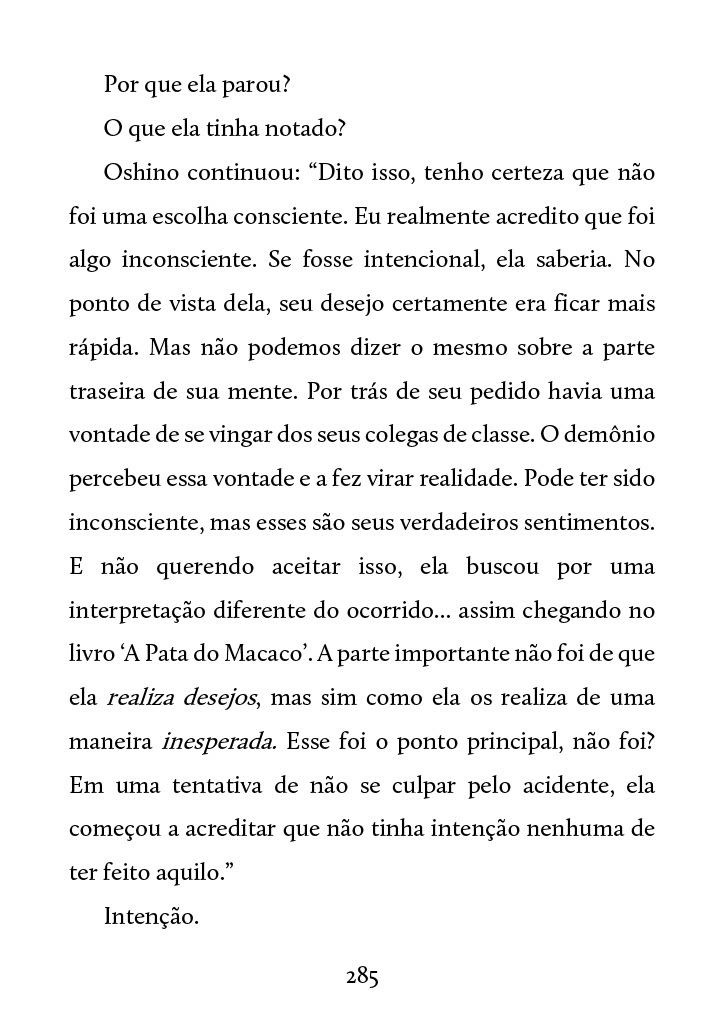 Por que ela parou?
O que ela tinha notado?
Oshino continuou: “Dito isso, tenho certeza que não
foi uma escolha consciente. Eu realmente acredito que foi
algo inconsciente. Se fosse intencional, ela saberia. No
ponto de vista dela, seu desejo certamente era ficar mais
rápida. Mas não podemos dizer o mesmo sobre a parte
traseira de sua mente. Por trás de seu pedido havia uma
vontade de se vingar dos seus colegas de classe. O demônio
percebeu essa vontade e a fez virar realidade. Pode ter sido
inconsciente, mas esses são seus verdadeiros sentimentos.
E não querendo aceitar isso, ela buscou por uma
interpretação diferente do ocorrido... assim chegando no
livro ‘A Pata do Macaco’. A parte importante não foi de que
ela realiza desejos, mas sim como ela os realiza de uma
maneira inesperada. Esse foi o ponto principal, não foi?
Em uma tentativa de não se culpar pelo acidente, ela
começou a acreditar que não tinha intenção nenhuma de
ter feito aquilo.”
Intenção.
285